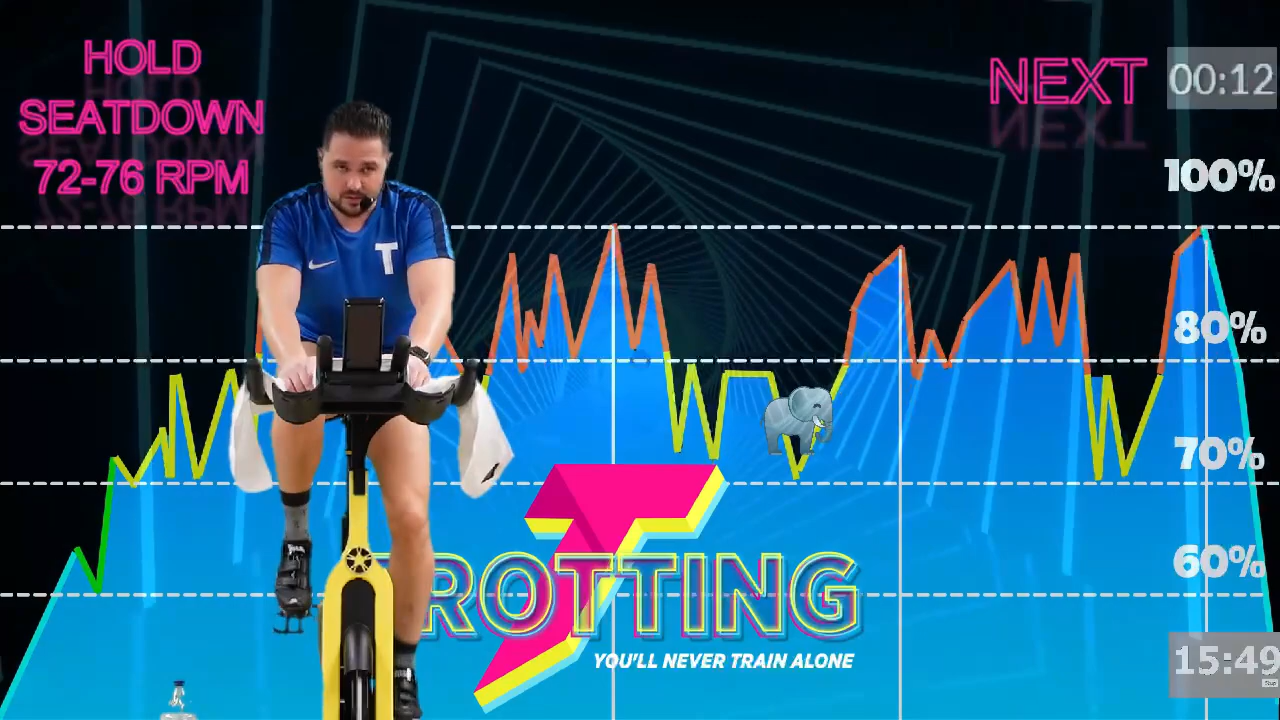 HOLD
SEATDOWN
72-76 RPM
NEXT
00:12
100%
80%
70%
60%
T
TROTTING
YOU'LL NEVER TRAIN ALONE
15:49